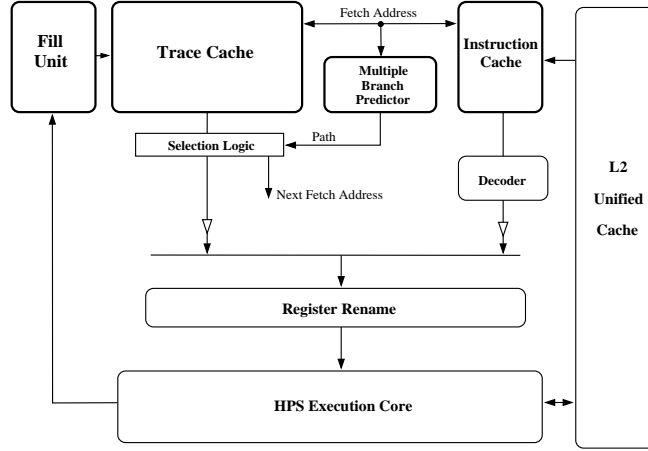 Fetch Address
Fill
Unit
Trace Cache
Instruction
Cache
Multiple
Branch
Predictor
Path
Selection Logic
L2
Unified
Cache
Decoder
Next Fetch Address
Register Rename
HPS Execution Core